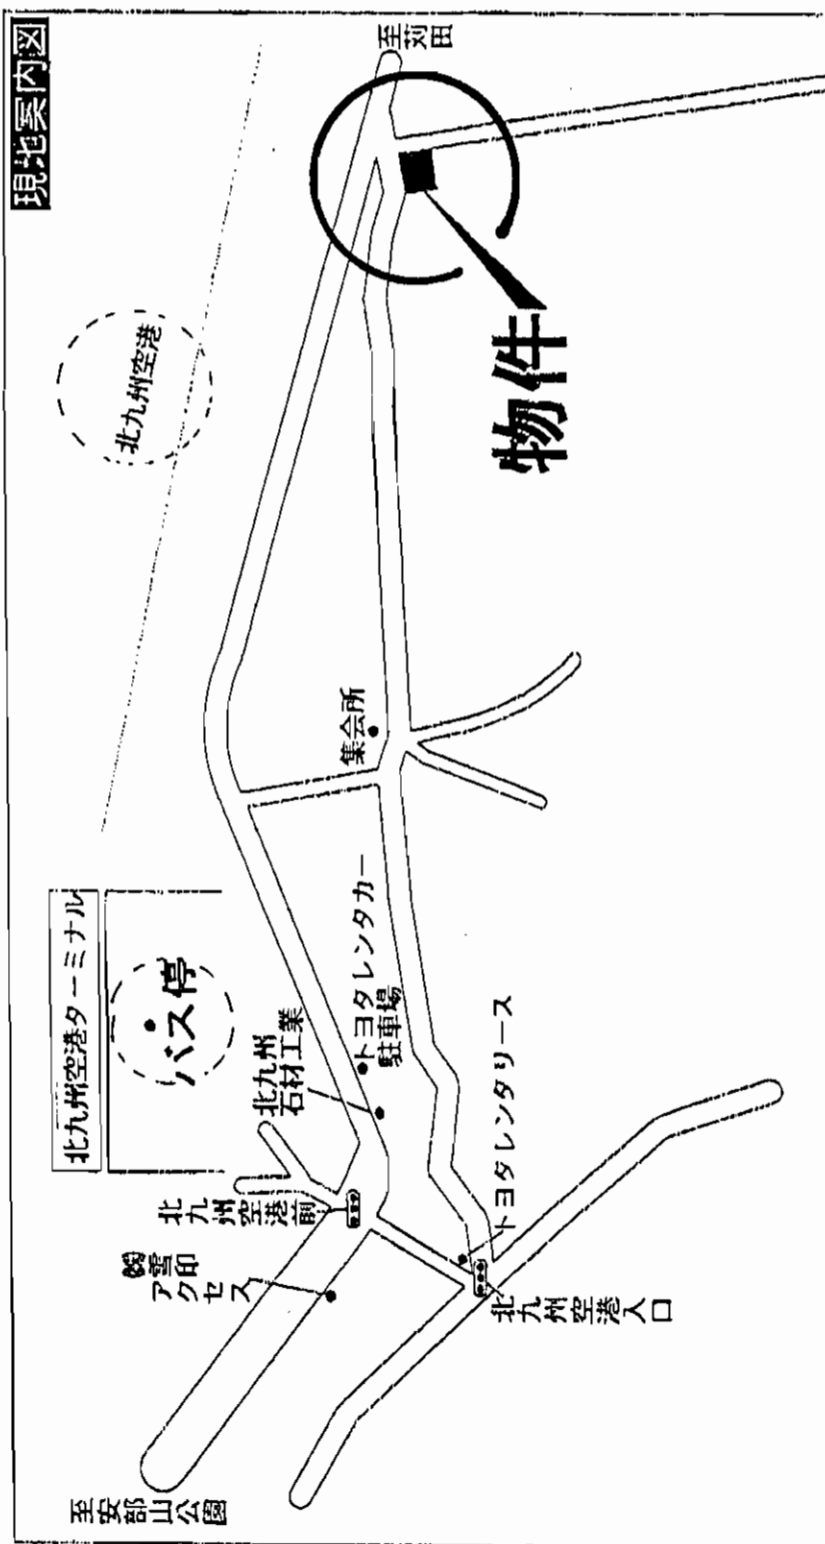 現地案内図
至苅田
北九州空港
物件
集会所
北九州空港ターミナル
バス停
トヨタレンタカー
駐車場
北九州
石材工業
トヨタレンタリース
北九州空港前
㈱雪印
アクセス
北九州空港入口
至安部山公園